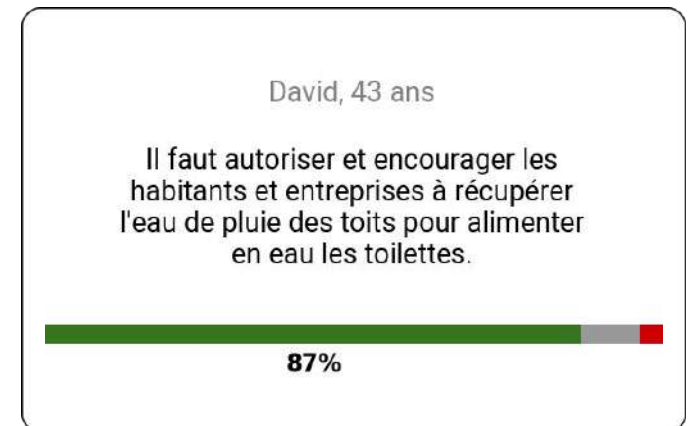 David, 43 ans
Il faut autoriser et encourager les
habitants et entreprises à récupérer
l'eau de pluie des toits pour alimenter
en eau les toilettes.
87%